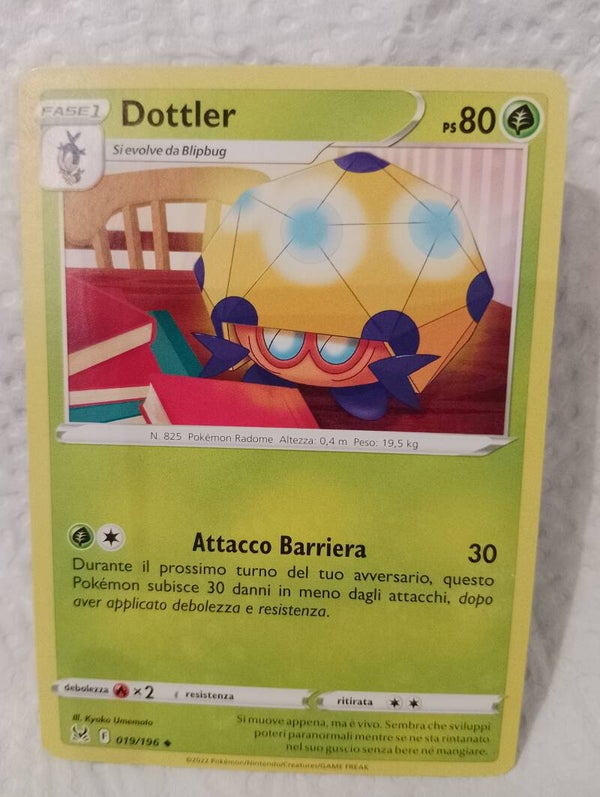 FASE 1 Dottler PS 80
Si evolve da Blipbug
N. 825 Pokémon Radome Altezza: 0,4 m Peso: 19,5 kg
Attacco Barriera 30
Durante il prossimo turno del tuo avversario, questo
Pokémon subisce 30 danni in meno dagli attacchi, dopo
aver applicato debolezza e resistenza.
debolezza ×2 resistenza ritirata
Ill. Kyoko Umemoto
F 019/196
Si muove appena, ma è vivo. Sembra che sviluppi
poteri paranormali mentre se ne sta rintanato
nel suo guscio senza bere né mangiare.
©2022 Pokémon/Nintendo/Creatures/GAME FREAK